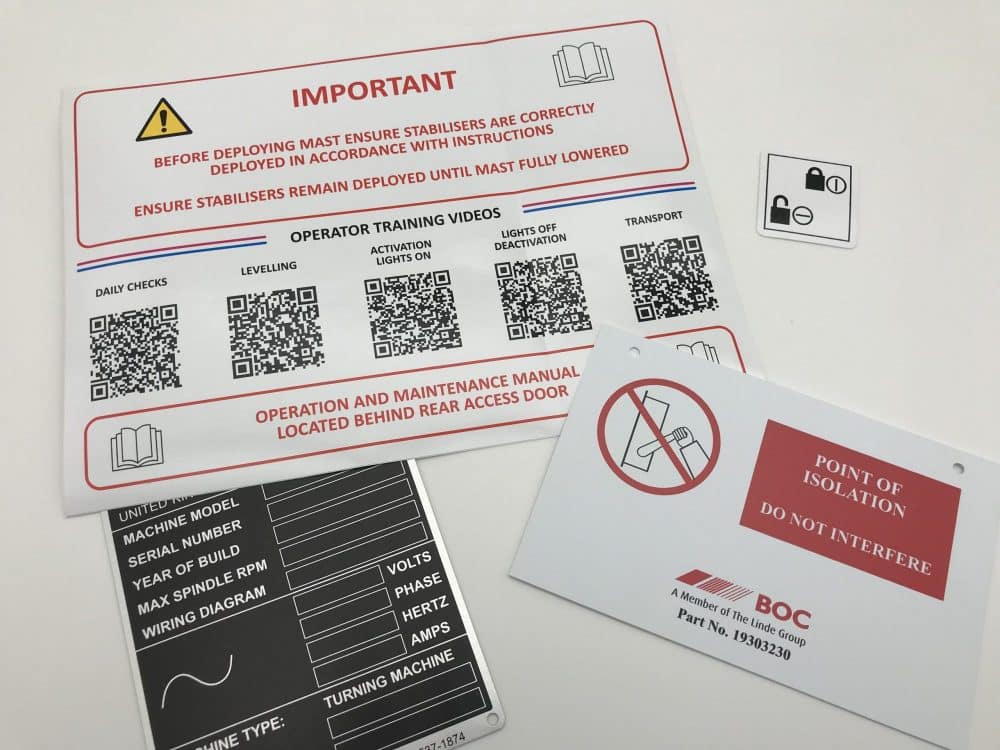 IMPORTANT
BEFORE DEPLOYING MAST ENSURE STABILISERS ARE CORRECTLY
DEPLOYED IN ACCORDANCE WITH INSTRUCTIONS
ENSURE STABILISERS REMAIN DEPLOYED UNTIL MAST FULLY LOWERED
OPERATOR TRAINING VIDEOS
DAILY CHECKS
LEVELLING
ACTIVATION
LIGHTS ON
LIGHTS OFF
DEACTIVATION
TRANSPORT
OPERATION AND MAINTENANCE MANUAL
LOCATED BEHIND REAR ACCESS DOOR
POINT OF
ISOLATION
DO NOT INTERFERE
BOC
A Member of The Linde Group
Part No. 19303230
UNITED
MACHINE MODEL
SERIAL NUMBER
YEAR OF BUILD
MAX SPINDLE RPM
WIRING DIAGRAM
VOLTS
PHASE
HERTZ
AMPS
TURNING MACHINE
TYPE:
-1874